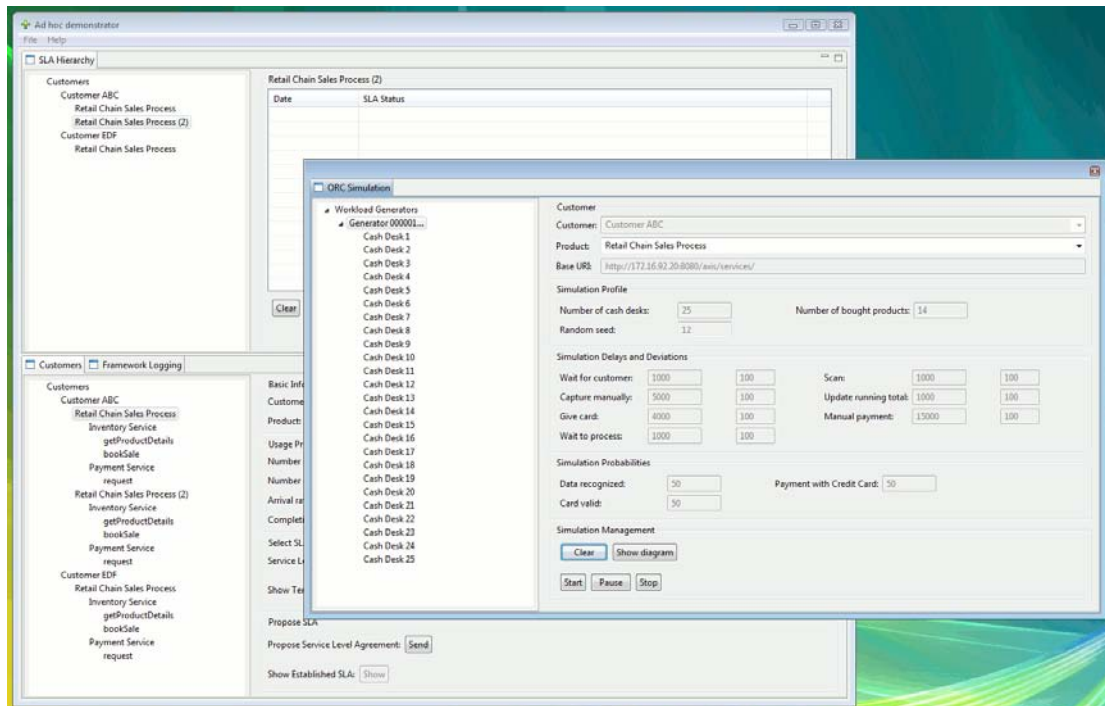 Ad hoc demonstrator
File Help
SLA Hierarchy
Customers
Customer ABC
Retail Chain Sales Process
Retail Chain Sales Process (2)
Customer EDF
Retail Chain Sales Process
Retail Chain Sales Process (2)
Date SLA Status
Clear
Customers Framework Logging
Customers
Customer ABC
Retail Chain Sales Process
Inventory Service
getProductDetails
bookSale
Payment Service
request
Retail Chain Sales Process (2)
Inventory Service
getProductDetails
bookSale
Payment Service
request
Customer EDF
Retail Chain Sales Process
Inventory Service
getProductDetails
bookSale
Payment Service
request
Basic Inf
Custome
Product:
Usage Pr
Number
Number
Arrival ra
Completi
Select SL
Service L
Show Te
Propose SLA
Propose Service Level Agreement: Send
Show Established SLA: Show
ORC Simulation
Workload Generators
Generator 000001...
Cash Desk 1
Cash Desk 2
Cash Desk 3
Cash Desk 4
Cash Desk 5
Cash Desk 6
Cash Desk 7
Cash Desk 8
Cash Desk 9
Cash Desk 10
Cash Desk 11
Cash Desk 12
Cash Desk 13
Cash Desk 14
Cash Desk 15
Cash Desk 16
Cash Desk 17
Cash Desk 18
Cash Desk 19
Cash Desk 20
Cash Desk 21
Cash Desk 22
Cash Desk 23
Cash Desk 24
Cash Desk 25
Customer
Customer: Customer ABC
Product: Retail Chain Sales Process
Base URI: http://172.16.92.20:8080/axis/services/
Simulation Profile
Number of cash desks: 25 Number of bought products: 14
Random seed: 12
Simulation Delays and Deviations
Wait for customer: 1000 100 Scan: 1000 100
Capture manually: 5000 100 Update running total: 1000 100
Give card: 4000 100 Manual payment: 15000 100
Wait to process: 1000 100
Simulation Probabilities
Data recognized: 50 Payment with Credit Card: 50
Card valid: 50
Simulation Management
Clear Show diagram
Start Pause Stop